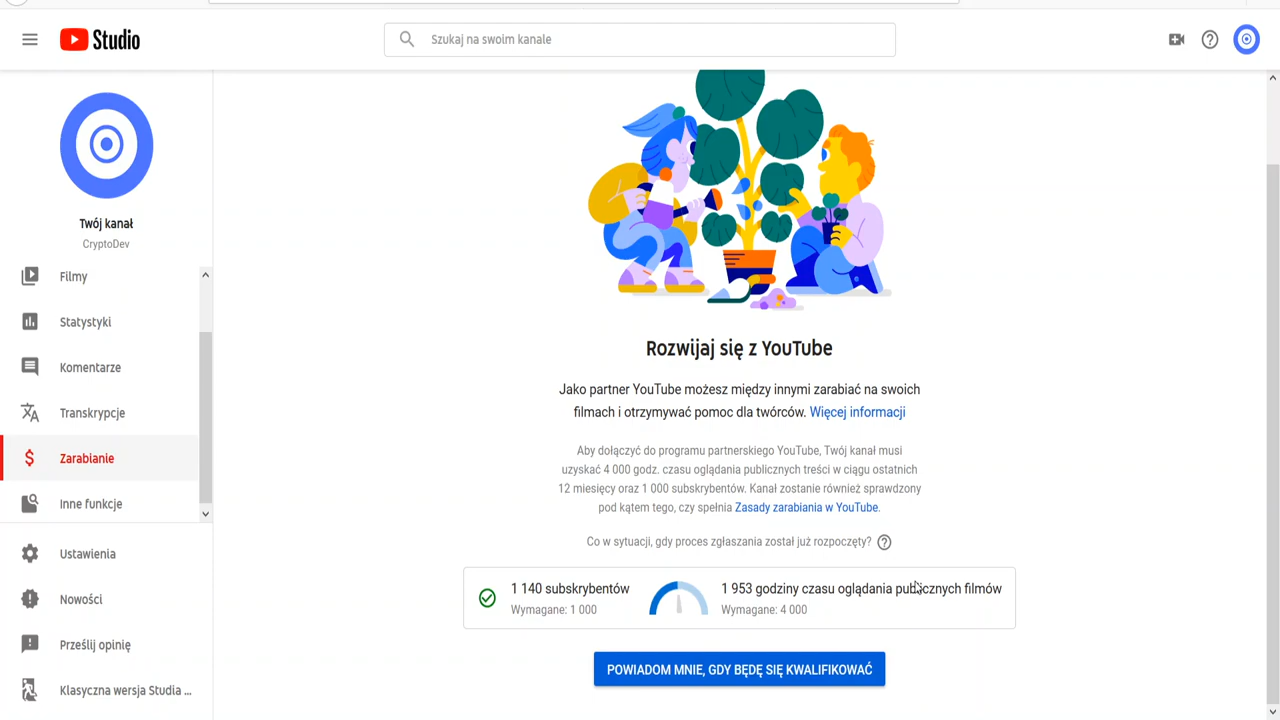 Studio
Szukaj na swoim kanale
Twój kanał
CryptoDev
Filmy
Statystyki
Komentarze
Transkrypcje
Zarabianie
Inne funkcje
Ustawienia
Nowości
Prześlij opinię
Klasyczna wersja Studia ...
Rozwijaj się z YouTube
Jako partner YouTube możesz między innymi zarabiać na swoich
filmach i otrzymywać pomoc dla twórców. Więcej informacji
Aby dołączyć do programu partnerskiego YouTube, Twój kanał musi
uzyskać 4 000 godz. czasu oglądania publicznych treści w ciągu ostatnich
12 miesięcy oraz 1 000 subskrybentów. Kanał zostanie również sprawdzony
pod kątem tego, czy spełnia Zasady zarabiania w YouTube.
Co w sytuacji, gdy proces zgłaszania został już rozpoczęty?
1 140 subskrybentów
Wymagane: 1 000
1 953 godziny czasu oglądania publicznych filmów
Wymagane: 4 000
POWIADOM MNIE, GDY BĘDĘ SIĘ KWALIFIKOWAĆ